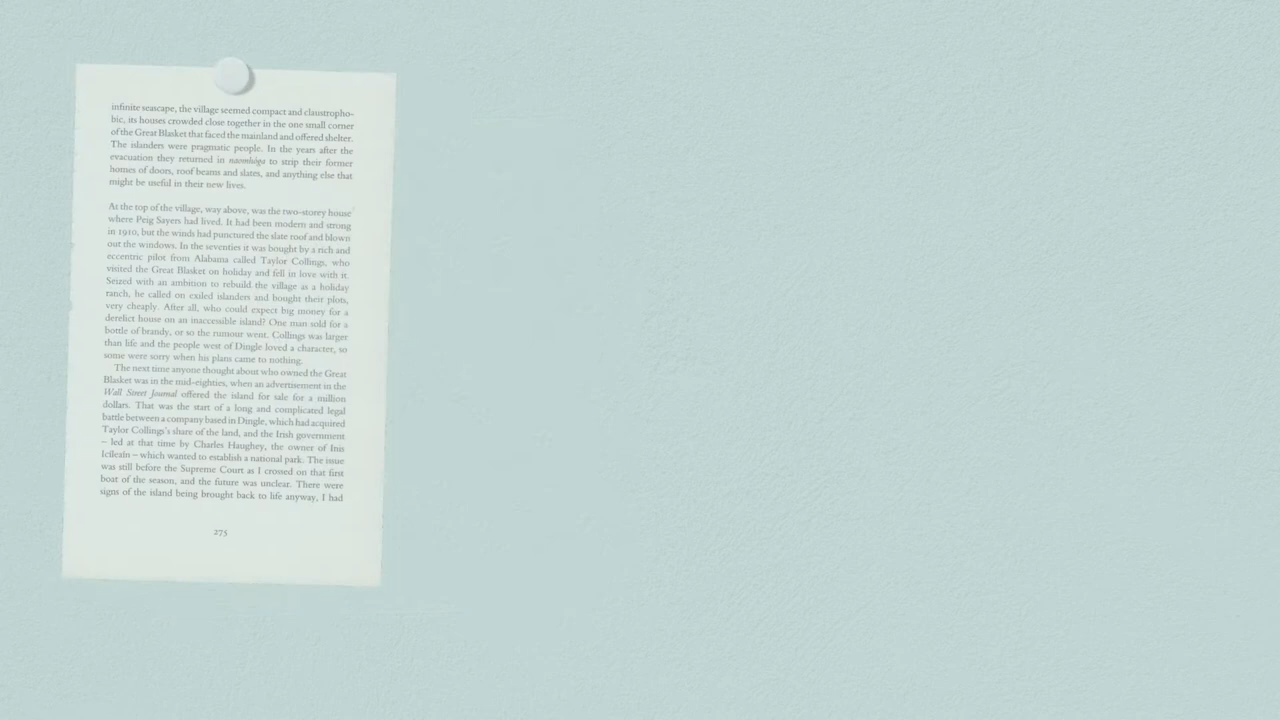 infinite seascape, the village seemed compact and claustropho-
bic, its houses crowded close together in the one small corner
of the Great Blasket that faced the mainland and offered shelter.
The islanders were pragmatic people. In the years after the
evacuation they returned in naomhóga to strip their former
homes of doors, roof beams and slates, and anything else that
might be useful in their new lives.
At the top of the village, way above, was the two-storey house
where Peig Sayers had lived. It had been modern and strong
in 1910, but the winds had punctured the slate roof and blown
out the windows. In the seventies it was bought by a rich and
eccentric pilot from Alabama called Taylor Collings, who
visited the Great Blasket on holiday and fell in love with it.
Seized with an ambition to rebuild the village as a holiday
ranch, he called on exiled islanders and bought their plots,
very cheaply. After all, who could expect big money for a
derelict house on an inaccessible island? One man sold for a
bottle of brandy, or so the rumour went. Collings was larger
than life and the people west of Dingle loved a character, so
some were sorry when his plans came to nothing.
The next time anyone thought about who owned the Great
Blasket was in the mid-eighties, when an advertisement in the
Wall Street Journal offered the island for sale for a million
dollars. That was the start of a long and complicated legal
battle between a company based in Dingle, which had acquired
Taylor Collings's share of the land, and the Irish government
– led at that time by Charles Haughey, the owner of Inis
Icileain – which wanted to establish a national park. The issue
was still before the Supreme Court as I crossed on that first
boat of the season, and the future was unclear. There were
signs of the island being brought back to life anyway, I had
275